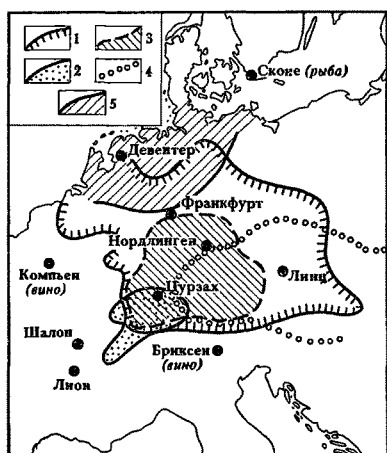 1
3
2
4
5
Сконе (рыба)
Девентер
Франкфурт
Нордлинген
Компьен
(вино)
Линц
Цурзах
Шалон
Бриксен
(вино)
Лион